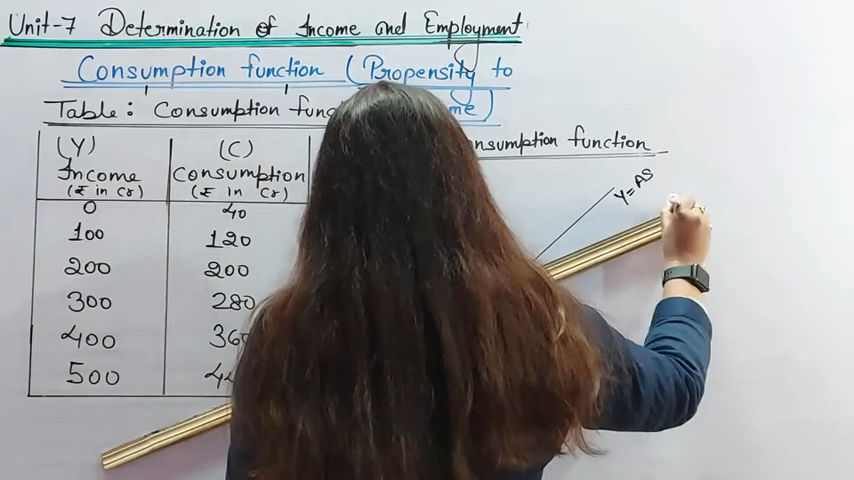 Unit-7 Determination of Income and Employment
Consumption function (Propensity to
Table: Consumption
function
(Y) (C)
Income Consumption
(₹ in Cr) (₹ in Cr)
0 40
100 120
200 200
300 280
400
500
Y=AS